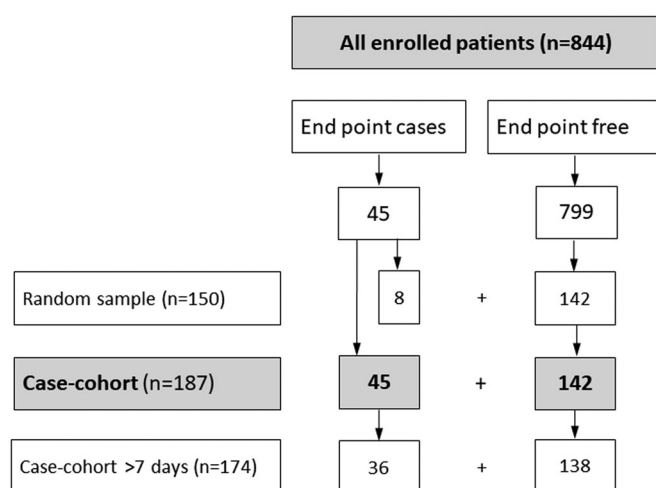 All enrolled patients (n=844)
End point cases
End point free
45
799
Random sample (n=150)
8
+
142
Case-cohort (n=187)
45
+
142
Case-cohort >7 days (n=174)
36
+
138